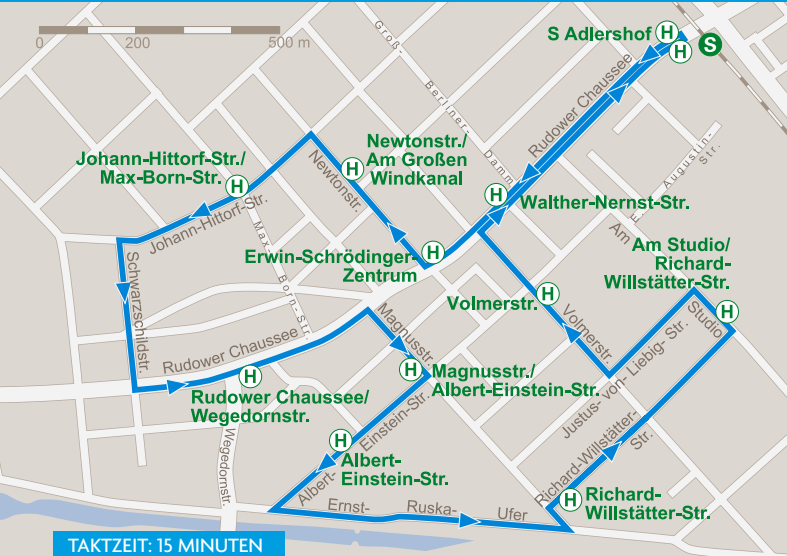 0 200 500 m
S Adlershof H
H
S
Groß-
Berliner-
Damm
Rudower Chaussee
E.
Augustin-
Str.
Johann-Hittorf-Str./
Max-Born-Str.
H
Newtonstr./
Am Großen
Windkanal
H
Newtonstr.
H
Walther-Nernst-Str.
Johann-Hittorf-Str.
Max-
Born-
str.
Erwin-Schrödinger-
Zentrum
H
Am
Studio
Am Studio/
Richard-
Willstätter-Str.
H
Schwarzschildstr.
Volmerstr.
H
Volmerstr.
Justus- von- Liebig- Str.
Rudower Chaussee
Magnusstr.
H
Magnusstr./
Albert-Einstein-Str.
H
Rudower Chaussee/
Wegedornstr.
Wegedornstr.
H
Albert-
Einstein-Str.
Albert-
Einstein-Str.
Richard-Willstätter-
Str.
H
Richard-
Willstätter-Str.
Ernst-
Ruska-
Ufer
TAKTZEIT: 15 MINUTEN